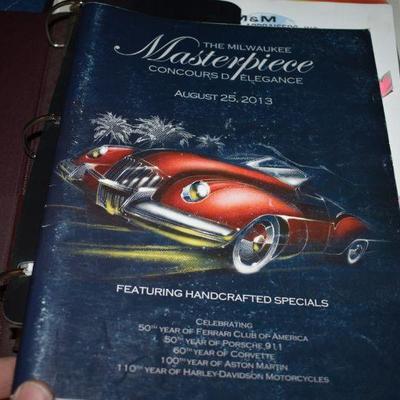 M&M
APPRAISERS, INC.
THE MILWAUKEE
Masterpiece
CONCOURS D'ELEGANCE
AUGUST 25, 2013
FEATURING HANDCRAFTED SPECIALS
CELEBRATING
50TH YEAR OF FERRARI CLUB OF AMERICA
50TH YEAR OF PORSCHE 911
60TH YEAR OF CORVETTE
100TH YEAR OF ASTON MARTIN
110TH YEAR OF HARLEY-DAVIDSON MOTORCYCLES